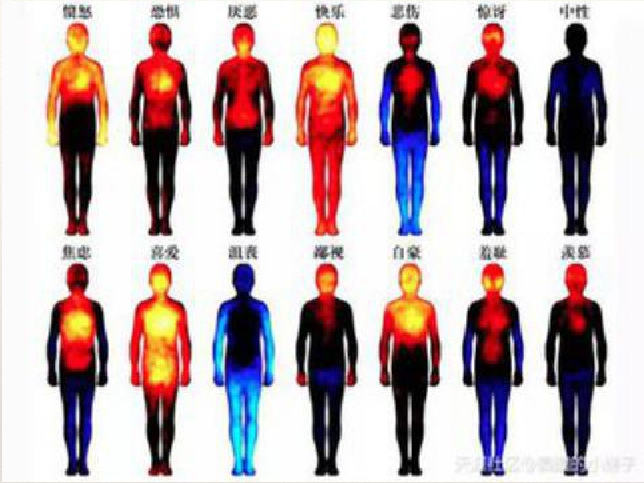 愤怒 恐惧 厌恶 快乐 悲伤 惊讶 中性
焦虑 喜爱 沮丧 鄙视 自豪 羞耻 羡慕